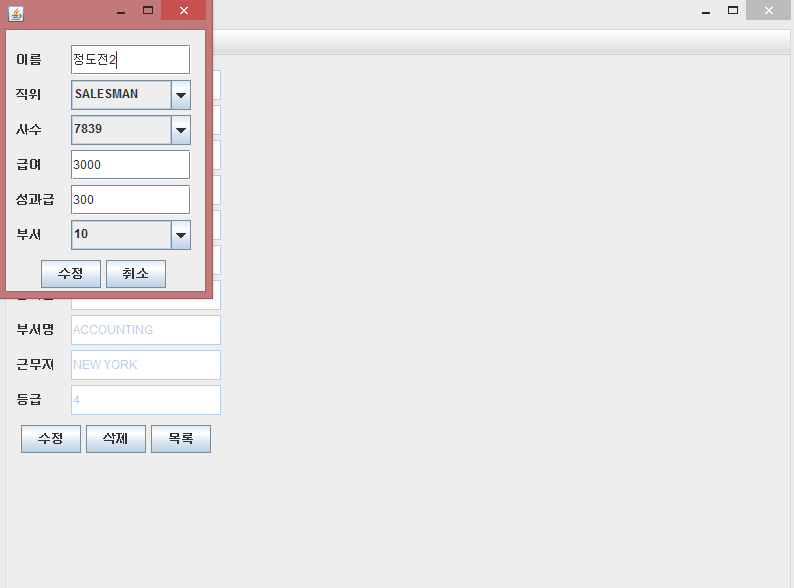 이름 정도전2
직위 SALESMAN
사수 7839
급여 3000
성과급 300
부서 10
수정 취소
부서명 ACCOUNTING
근무지 NEW YORK
등급 4
수정 삭제 목록